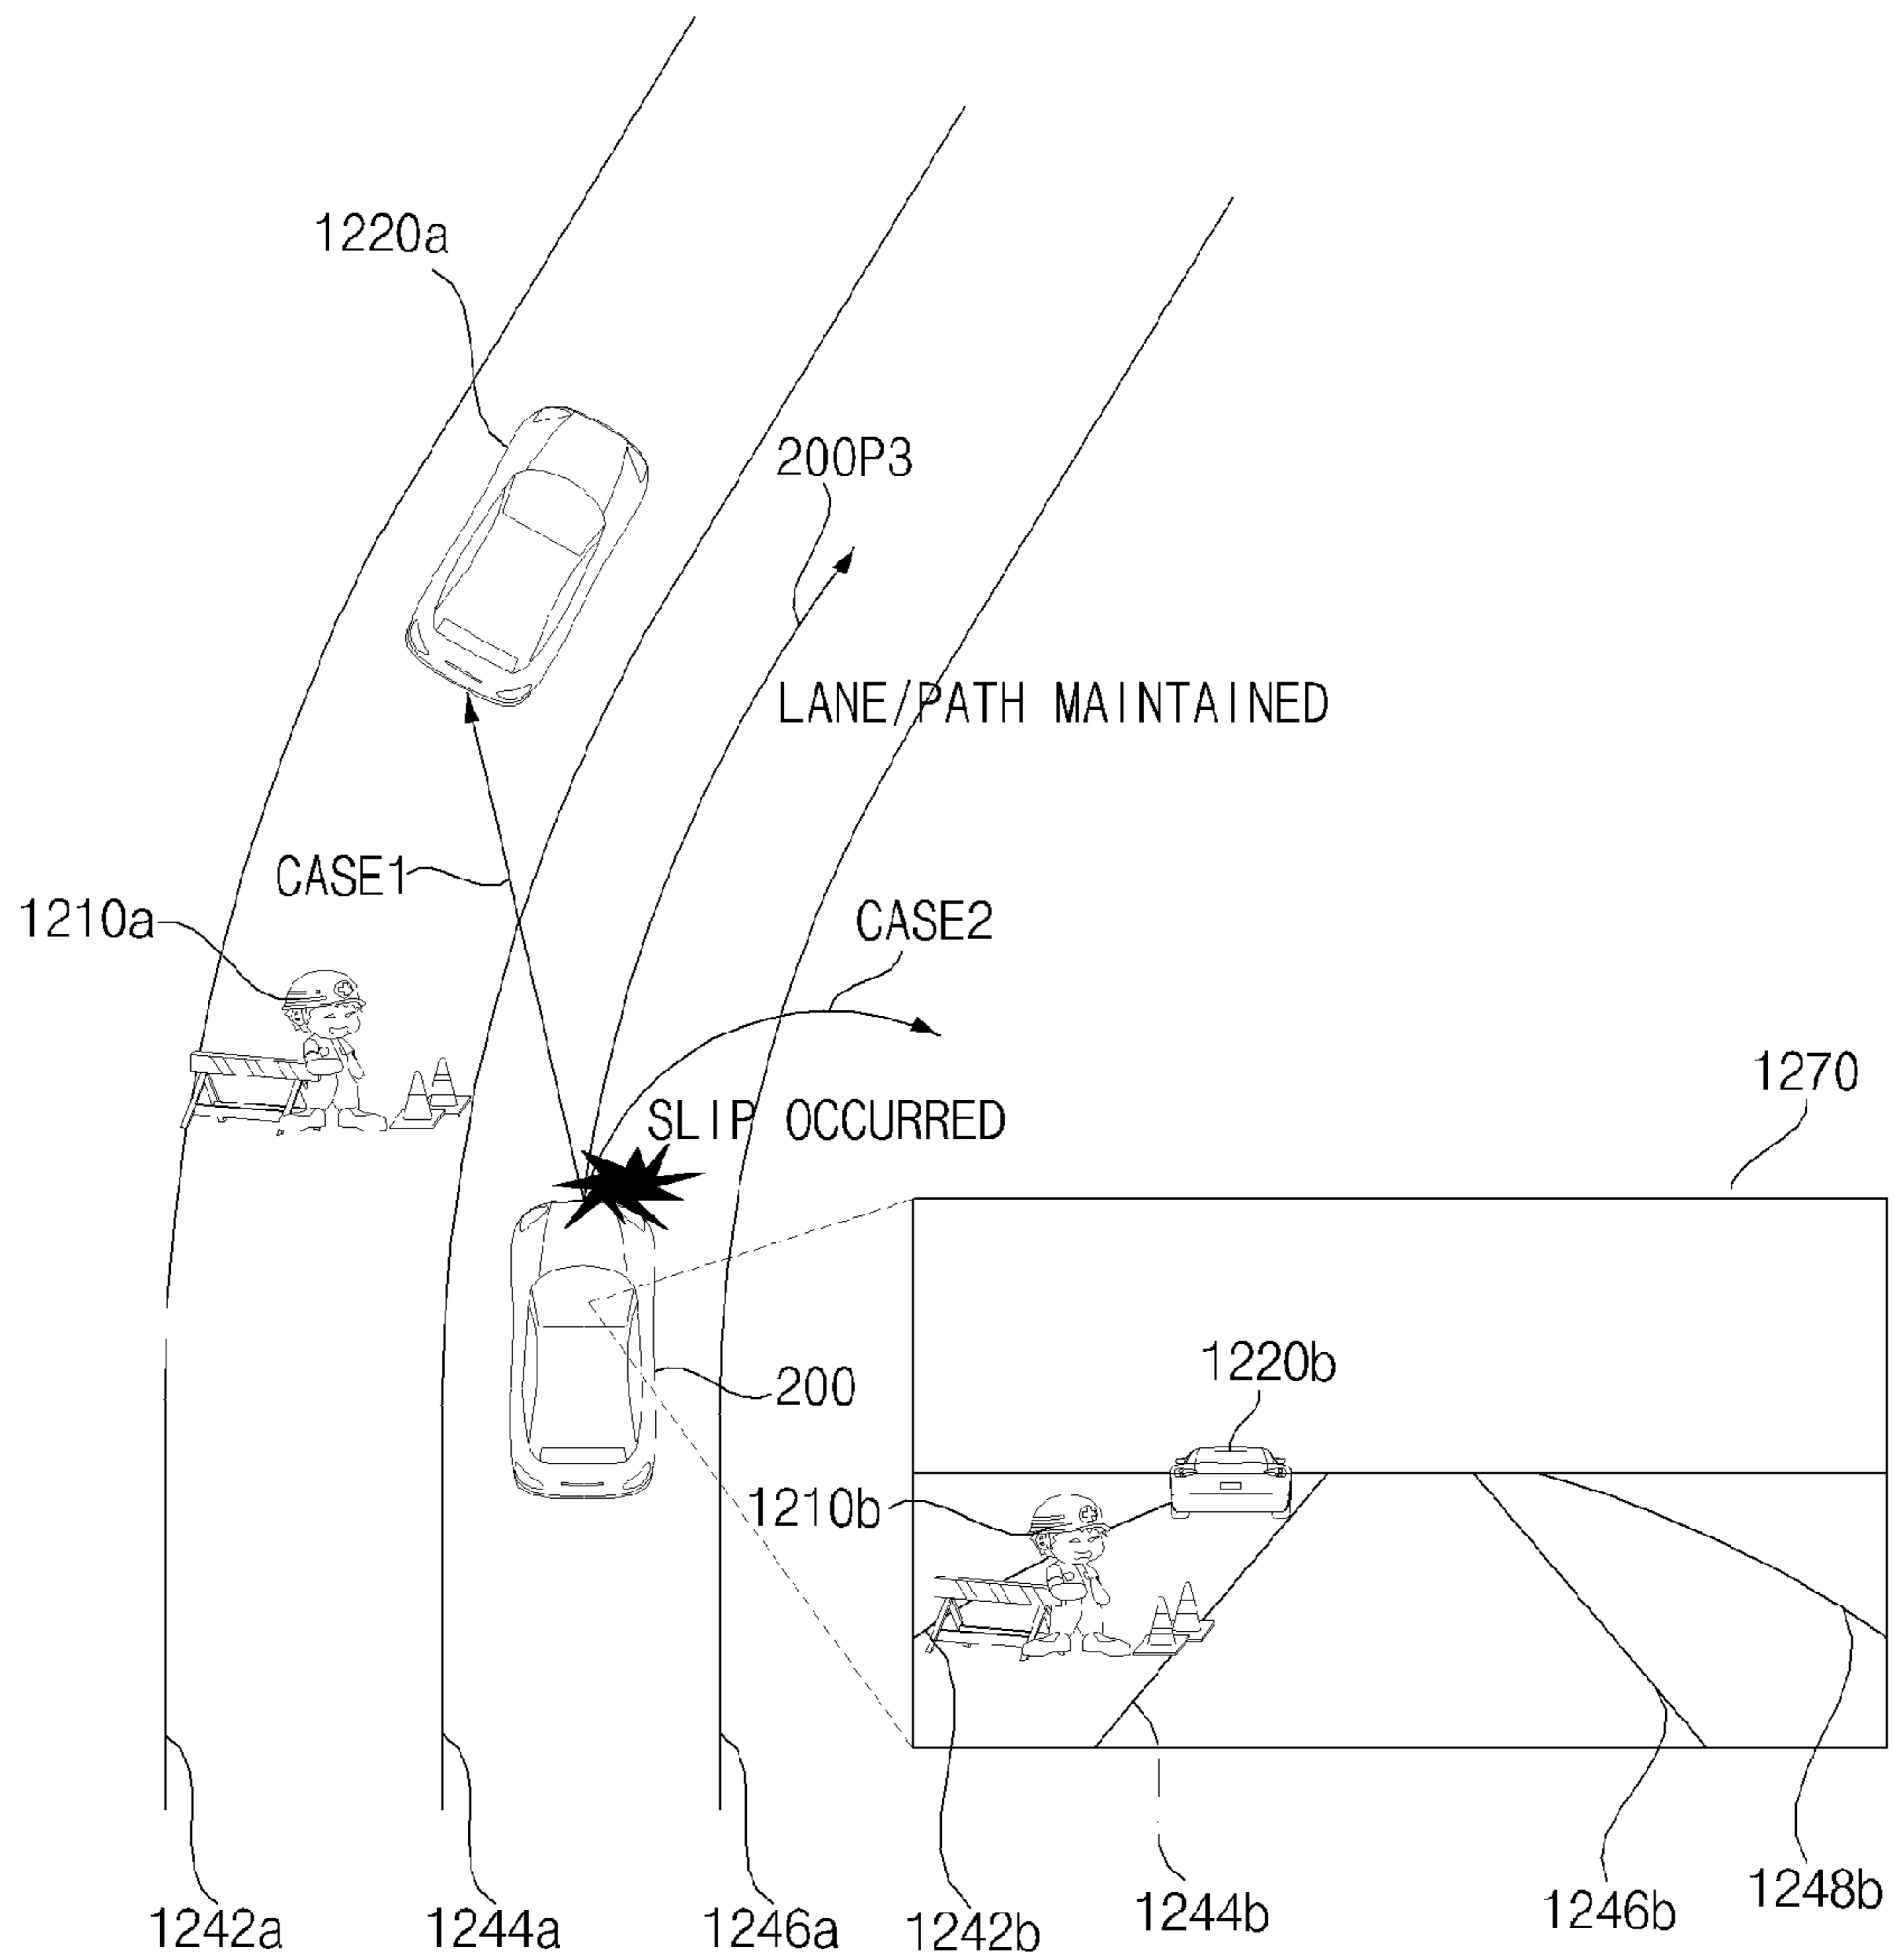 1220a
200P3
LANE/PATH MAINTAINED
CASE1
1210a
CASE2
SLIP OCCURRED
1270
1220b
200
1210b
1242a
1244a
1246a
1242b
1244b
1246b
1248b